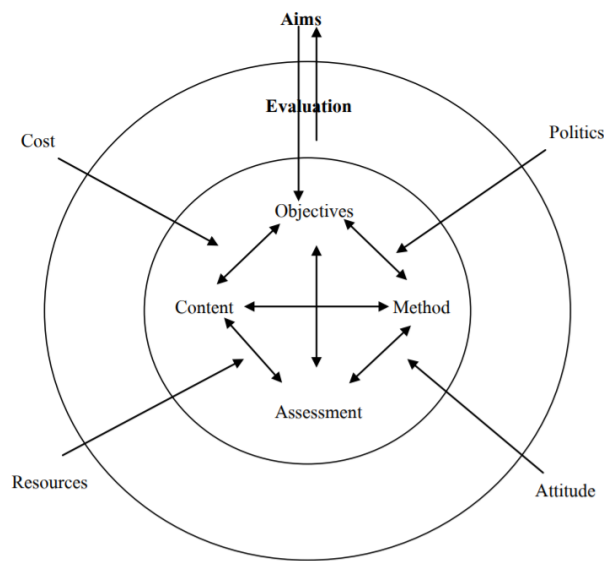 Aims
Evaluation
Cost
Politics
Objectives
Content
Method
Assessment
Resources
Attitude